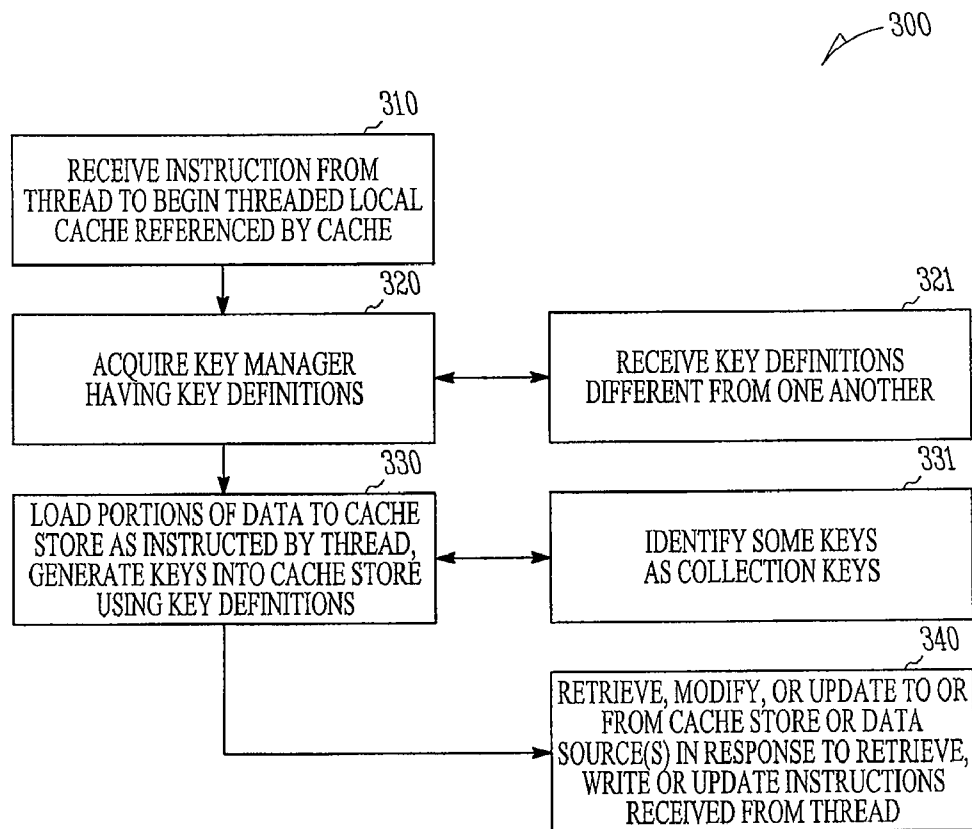 300
310
RECEIVE INSTRUCTION FROM
THREAD TO BEGIN THREADED LOCAL
CACHE REFERENCED BY CACHE
320
ACQUIRE KEY MANAGER
HAVING KEY DEFINITIONS
321
RECEIVE KEY DEFINITIONS
DIFFERENT FROM ONE ANOTHER
330
LOAD PORTIONS OF DATA TO CACHE
STORE AS INSTRUCTED BY THREAD,
GENERATE KEYS INTO CACHE STORE
USING KEY DEFINITIONS
331
IDENTIFY SOME KEYS
AS COLLECTION KEYS
340
RETRIEVE, MODIFY, OR UPDATE TO OR
FROM CACHE STORE OR DATA
SOURCE(S) IN RESPONSE TO RETRIEVE,
WRITE OR UPDATE INSTRUCTIONS
RECEIVED FROM THREAD